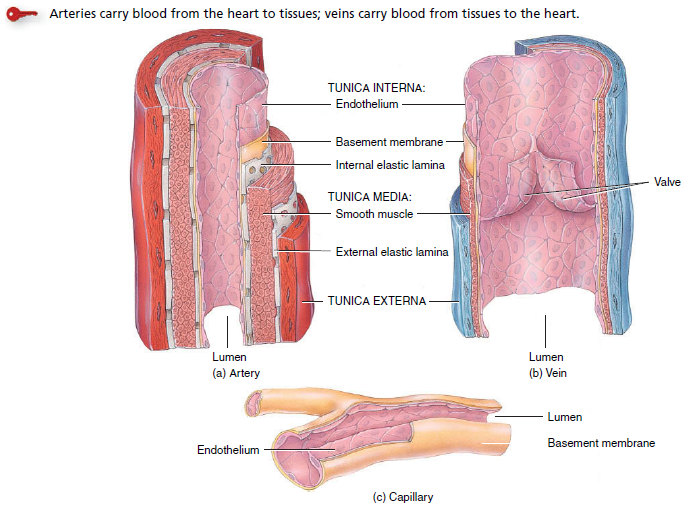 Arteries carry blood from the heart to tissues; veins carry blood from tissues to the heart.
TUNICA INTERNA:
Endothelium
Basement membrane
Internal elastic lamina
TUNICA MEDIA:
Smooth muscle
External elastic lamina
TUNICA EXTERNA
Valve
Lumen
(a) Artery
Lumen
(b) Vein
Lumen
Endothelium
Basement membrane
(c) Capillary